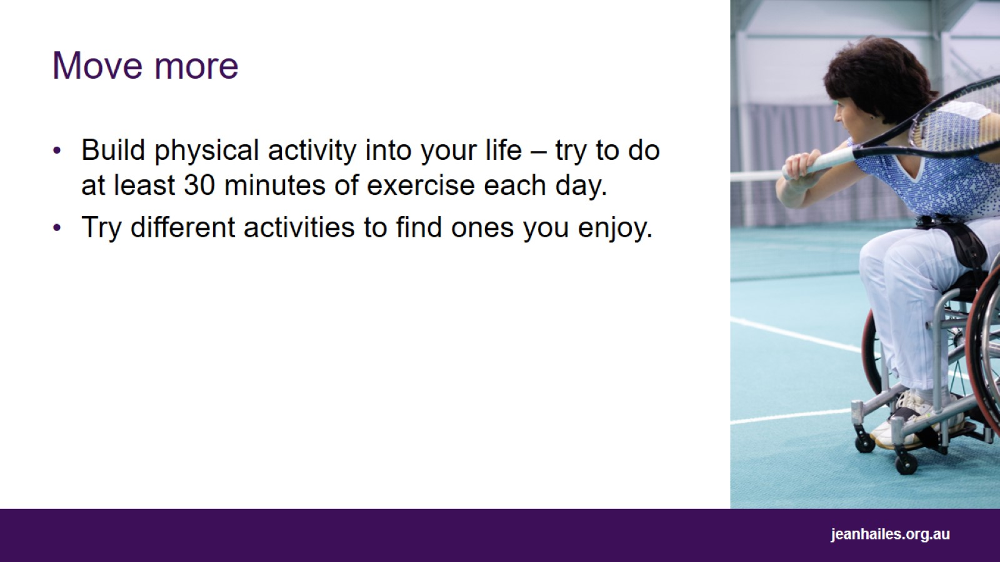 Move more
• Build physical activity into your life – try to do
at least 30 minutes of exercise each day.
• Try different activities to find ones you enjoy.
jeanhailes.org.au